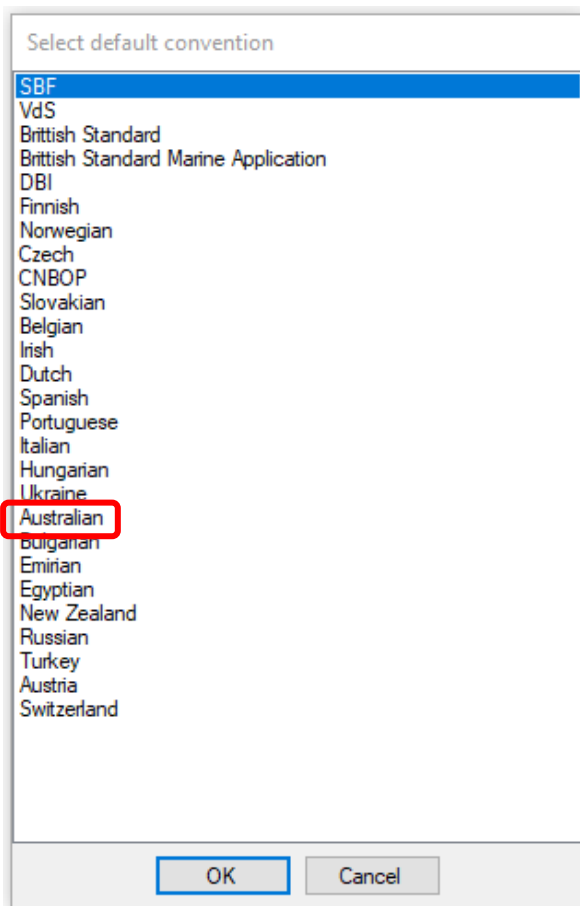 Select default convention
SBF
VdS
Brittish Standard
Brittish Standard Marine Application
DBI
Finnish
Norwegian
Czech
CNBOP
Slovakian
Belgian
Irish
Dutch
Spanish
Portuguese
Italian
Hungarian
Ukraine
Australian
Bulgarian
Emirian
Egyptian
New Zealand
Russian
Turkey
Austria
Switzerland
OK Cancel